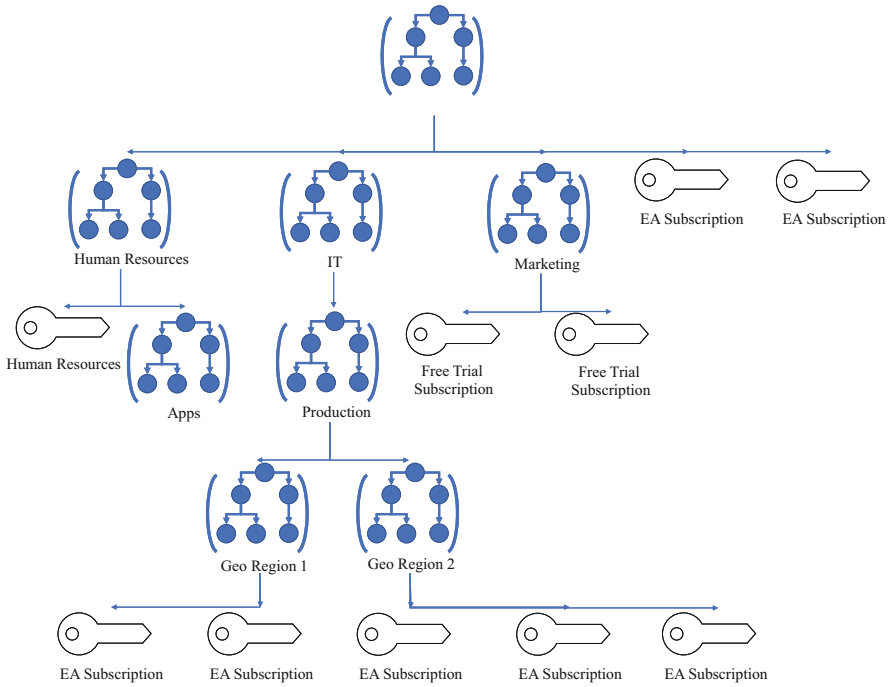 EA Subscription
EA Subscription
Human Resources
IT
Marketing
Human Resources
Apps
Production
Free Trial
Subscription
Free Trial
Subscription
Geo Region 1
Geo Region 2
EA Subscription
EA Subscription
EA Subscription
EA Subscription
EA Subscription